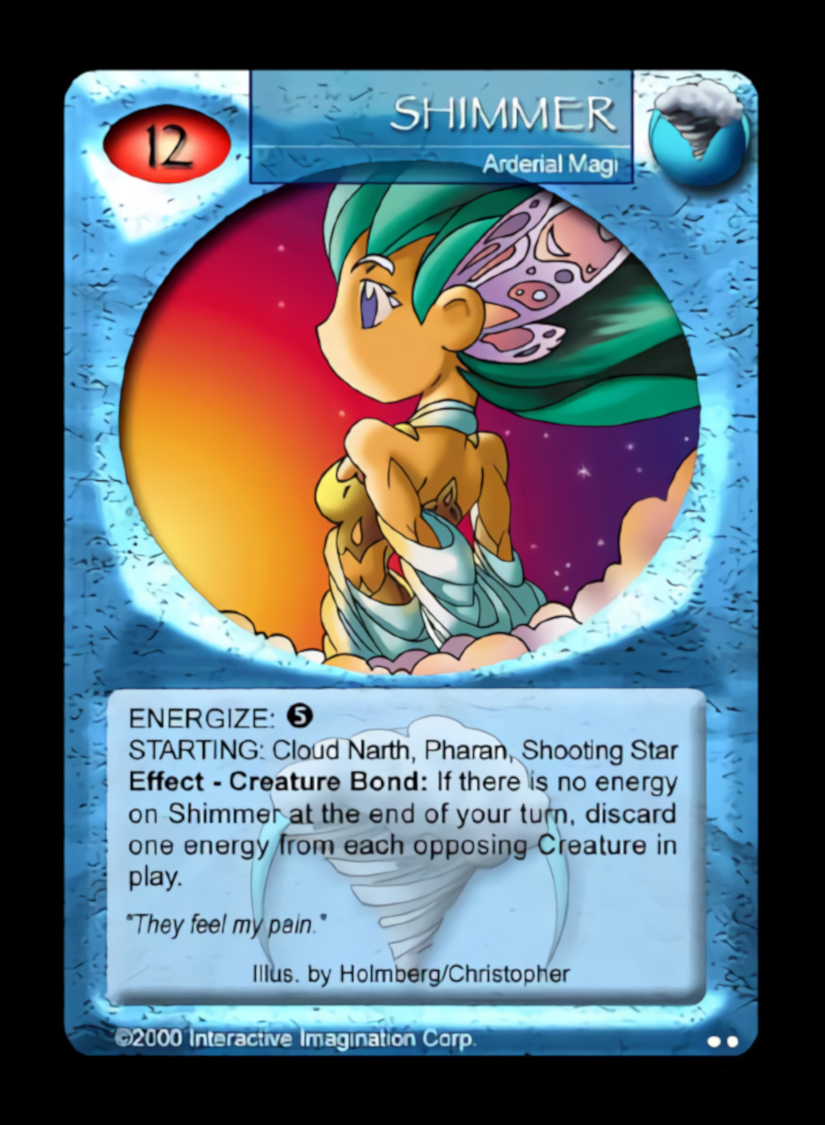 12
SHIMMER
Arderial Magi
ENERGIZE: 5
STARTING: Cloud Narth, Pharan, Shooting Star
Effect - Creature Bond: If there is no energy
on Shimmer at the end of your turn, discard
one energy from each opposing Creature in
play.
"They feel my pain."
Illus. by Holmberg/Christopher
©2000 Interactive Imagination Corp.